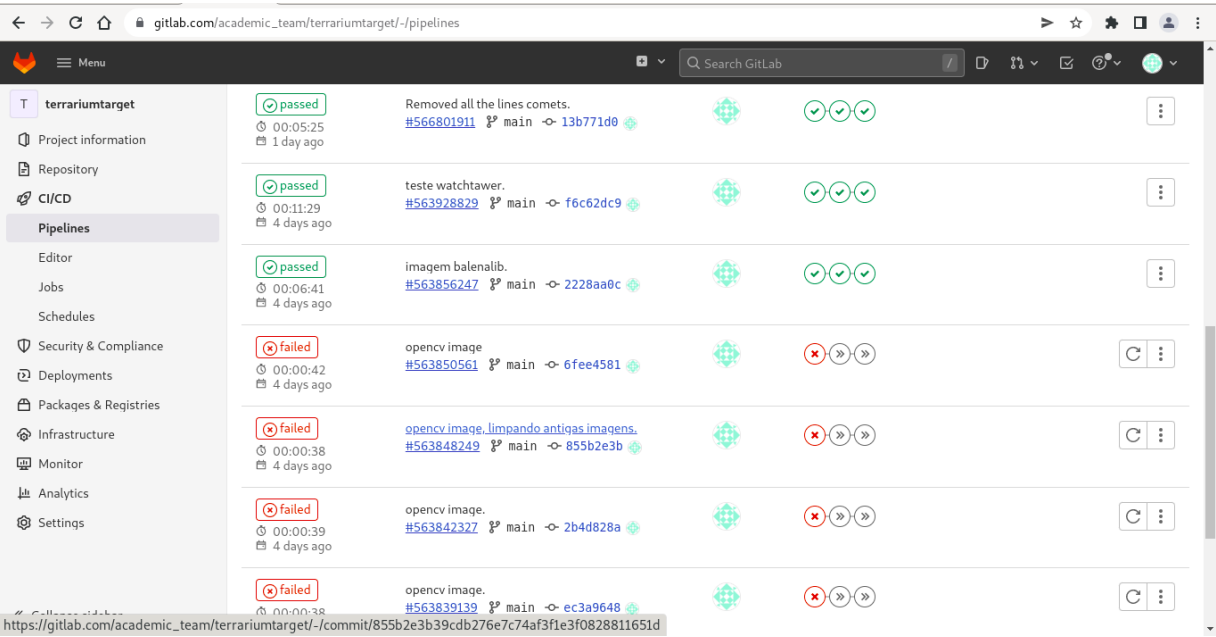 gitlab.com/academic_team/terrariumtarget/-/pipelines
Menu
Search GitLab
/
T terrariumtarget
Project information
Repository
CI/CD
Pipelines
Editor
Jobs
Schedules
Security & Compliance
Deployments
Packages & Registries
Infrastructure
Monitor
Analytics
Settings
passed
00:05:25
1 day ago
Removed all the lines comets.
#566801911 main 13b771d0
passed
00:11:29
4 days ago
teste watchtawer.
#563928829 main f6c62dc9
passed
00:06:41
4 days ago
imagem balenalib.
#563856247 main 2228aa0c
failed
00:00:42
4 days ago
opencv image
#563850561 main 6fee4581
failed
00:00:38
4 days ago
opencv image, limpando antigas imagens.
#563848249 main 855b2e3b
failed
00:00:39
4 days ago
opencv image.
#563842327 main 2b4d828a
failed
00:00:38
opencv image.
#563839139 main ec3a9648
https://gitlab.com/academic_team/terrariumtarget/-/commit/855b2e3b39cdb276e7c74af3f1e3f0828811651d